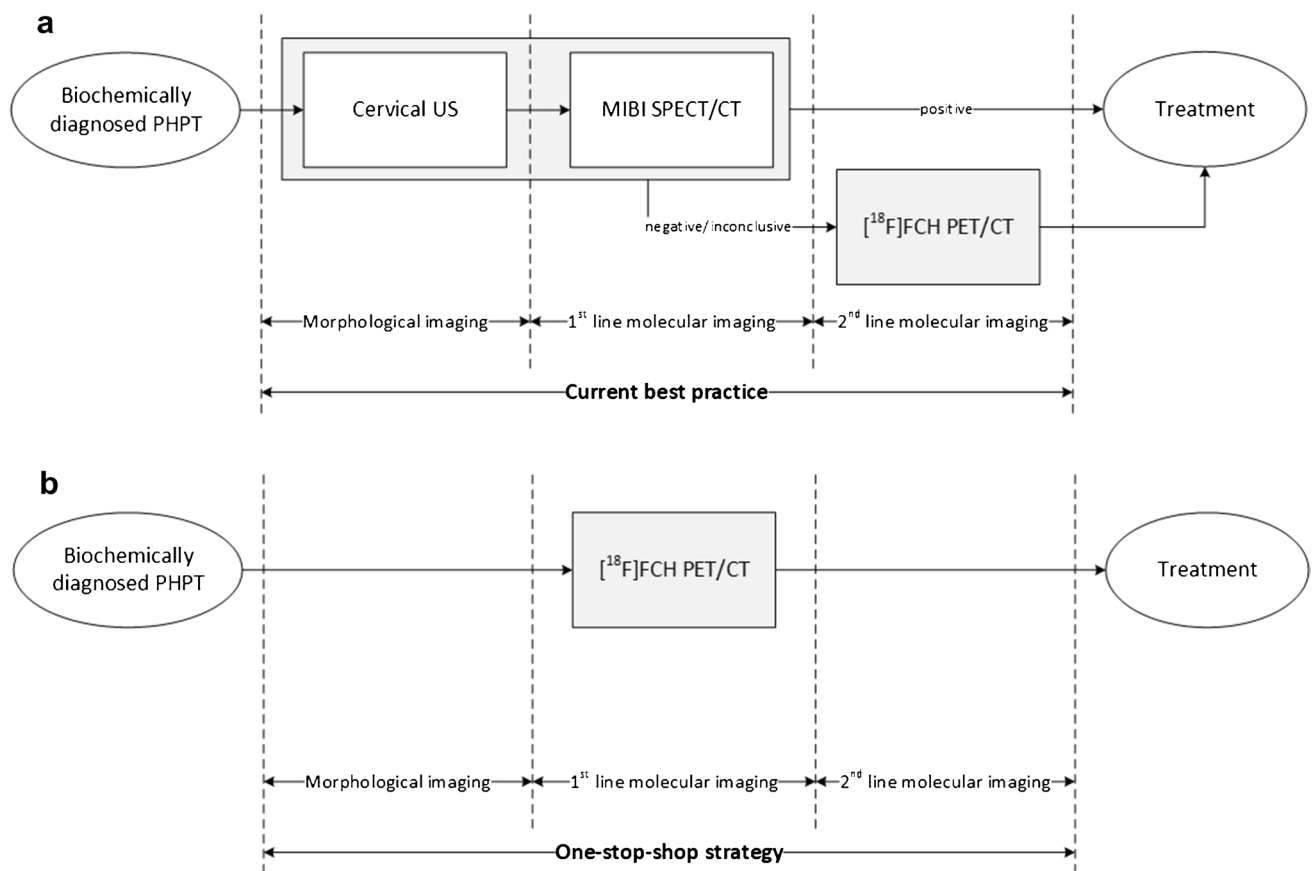 a
Biochemically
diagnosed PHPT
Cervical US
MIBI SPECT/CT
positive
Treatment
negative/inconclusive
[¹⁸F]FCH PET/CT
Morphological imaging
1ˢᵗ line molecular imaging
2ⁿᵈ line molecular imaging
Current best practice
b
Biochemically
diagnosed PHPT
[¹⁸F]FCH PET/CT
Treatment
Morphological imaging
1ˢᵗ line molecular imaging
2ⁿᵈ line molecular imaging
One-stop-shop strategy